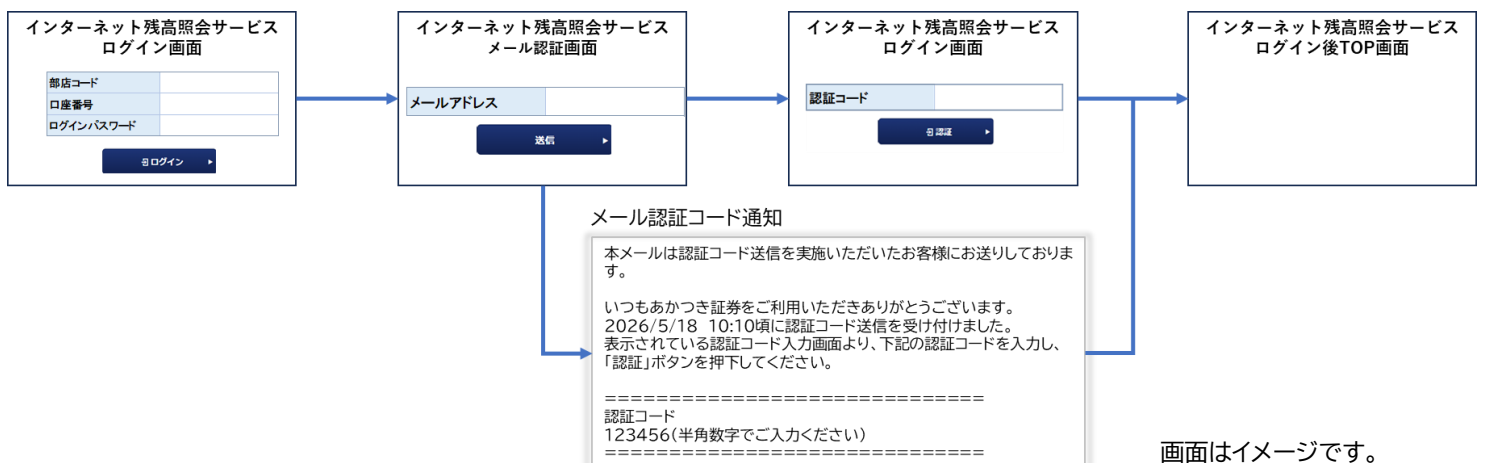 インターネット残高照会サービス
ログイン画面
部店コード
口座番号
ログインパスワード
ログイン
インターネット残高照会サービス
メール認証画面
メールアドレス
送信
インターネット残高照会サービス
ログイン画面
認証コード
認証
インターネット残高照会サービス
ログイン後TOP画面
メール認証コード通知
本メールは認証コード送信を実施いただいたお客様にお送りしておりま
す。
いつもあかつき証券をご利用いただきありがとうございます。
2026/5/18 10:10頃に認証コード送信を受け付けました。
表示されている認証コード入力画面より、下記の認証コードを入力し、
「認証」ボタンを押下してください。
==============================
認証コード
123456(半角数字でご入力ください)
==============================
画面はイメージです。